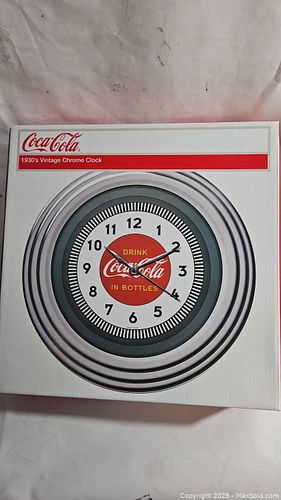 Coca-Cola
1930's Vintage Chrome Clock
12
11
1
10
2
DRINK
9
Coca-Cola
3
IN BOTTLES
8
4
7
5
6
Copyright 2023 - MaxSold.com